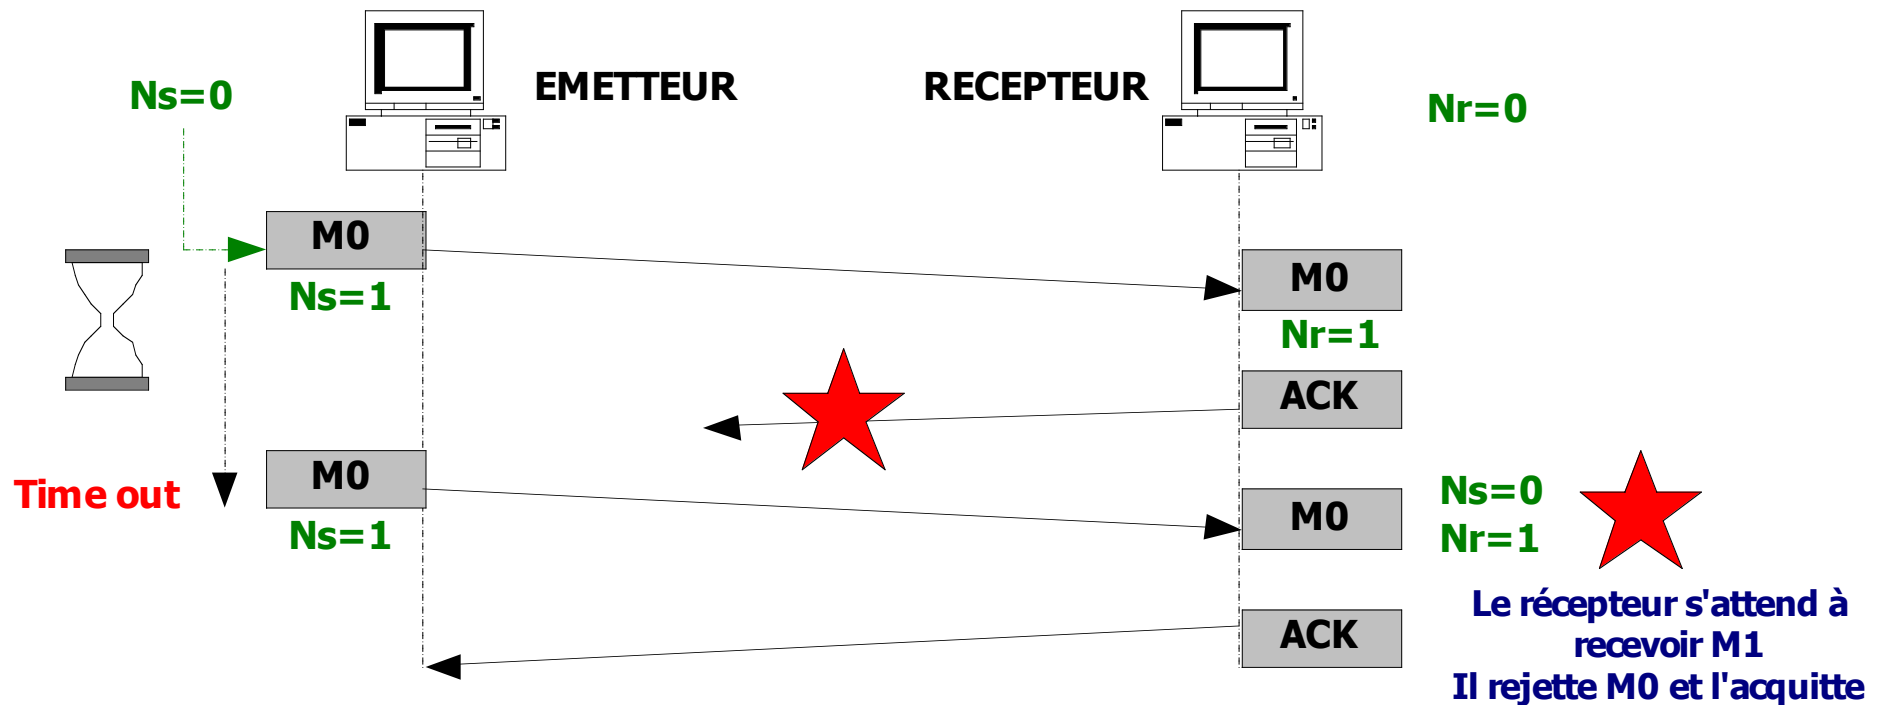 Ns=0
EMETTEUR
RECEPTEUR
Nr=0
M0
Ns=1
M0
Nr=1
ACK
Time out
M0
Ns=1
M0
Ns=0
Nr=1
ACK
Le récepteur s'attend à
recevoir M1
Il rejette M0 et l'acquitte